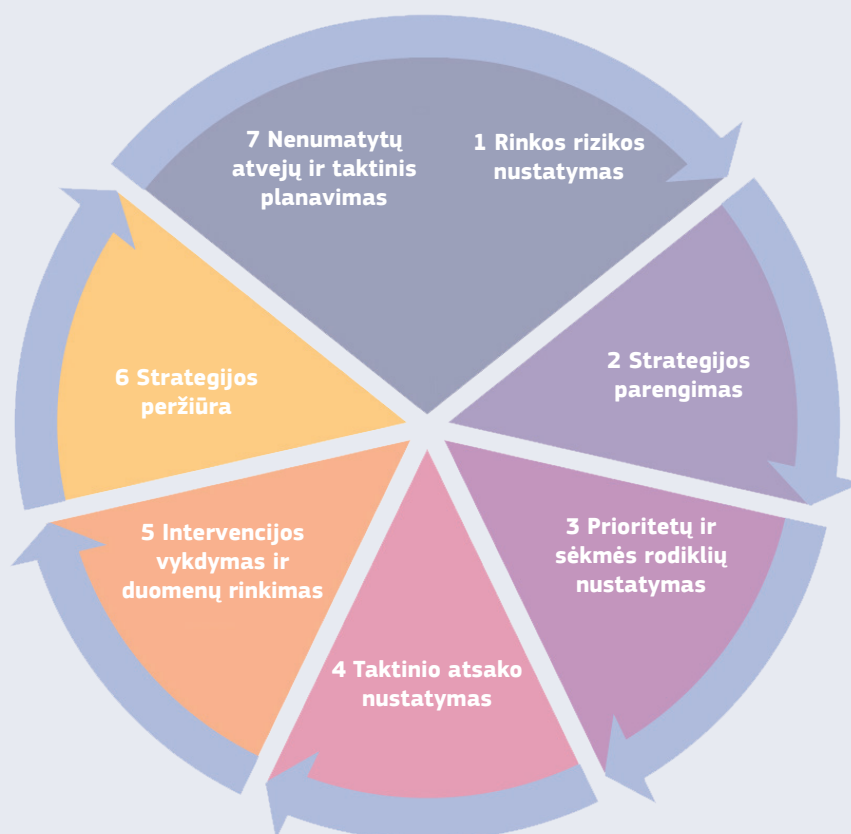 1 Rinkos rizikos
nustatymas
2 Strategijos
parengimas
3 Prioritetų ir
sėkmės rodiklių
nustatymas
4 Taktinio atsako
nustatymas
5 Intervencijos
vykdymas ir
duomenų rinkimas
6 Strategijos
peržiūra
7 Nenumatytų
atvejų ir taktinis
planavimas